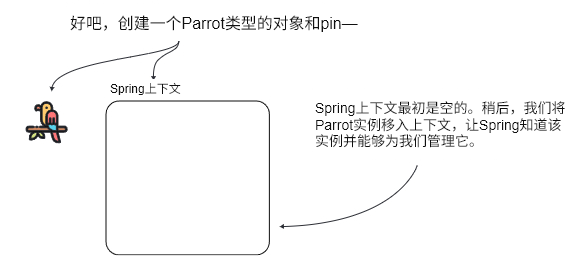 好吧，创建一个Parrot类型的对象和pin—
Spring上下文
Spring上下文最初是空的。稍后，我们将
Parrot实例移入上下文，让Spring知道该
实例并能够为我们管理它。